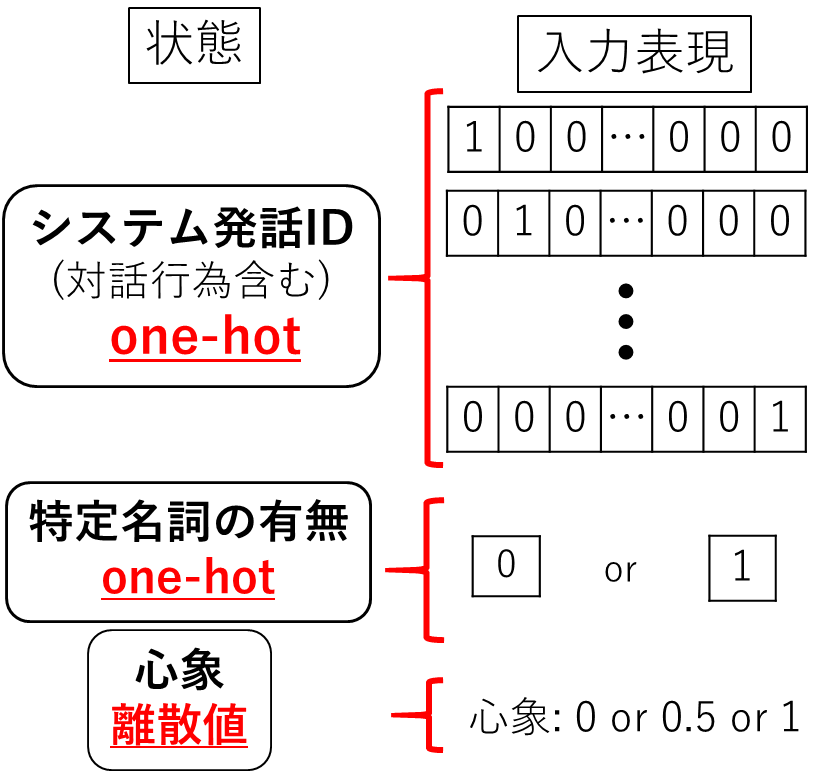 状態
入力表現
システム発話ID
(対話行為含む)
one-hot
1 0 0 … 0 0 0
0 1 0 … 0 0 0
0 0 0 … 0 0 1
特定名詞の有無
one-hot
0 or 1
心象
離散値
心象: 0 or 0.5 or 1